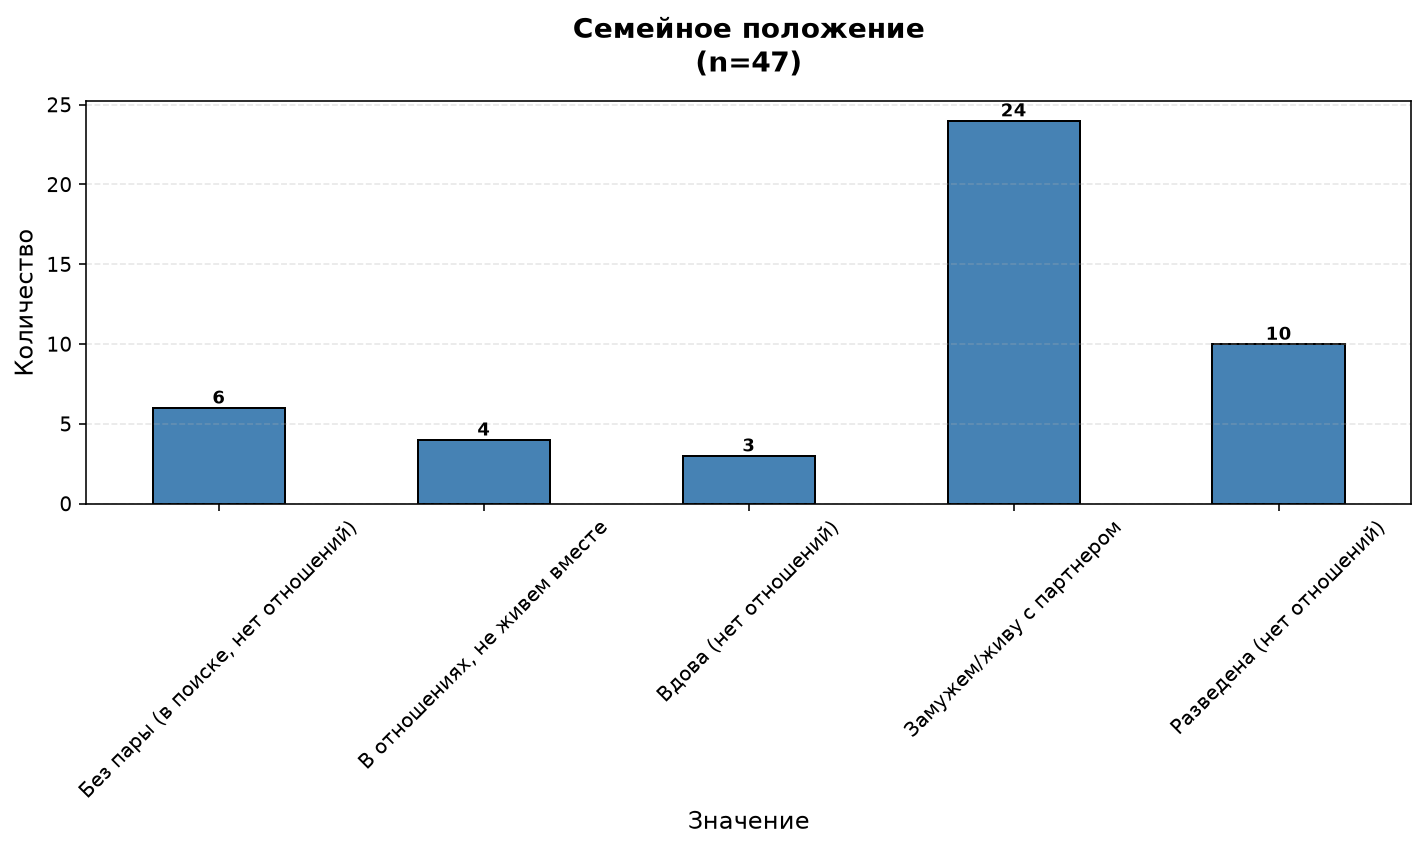 Семейное положение
(n=47)
Количество
25
20
15
10
5
0
6
4
3
24
10
Без пары (в поиске, нет отношений)
В отношениях, не живем вместе
Вдова (нет отношений)
Замужем/живу с партнером
Разведена (нет отношений)
Значение